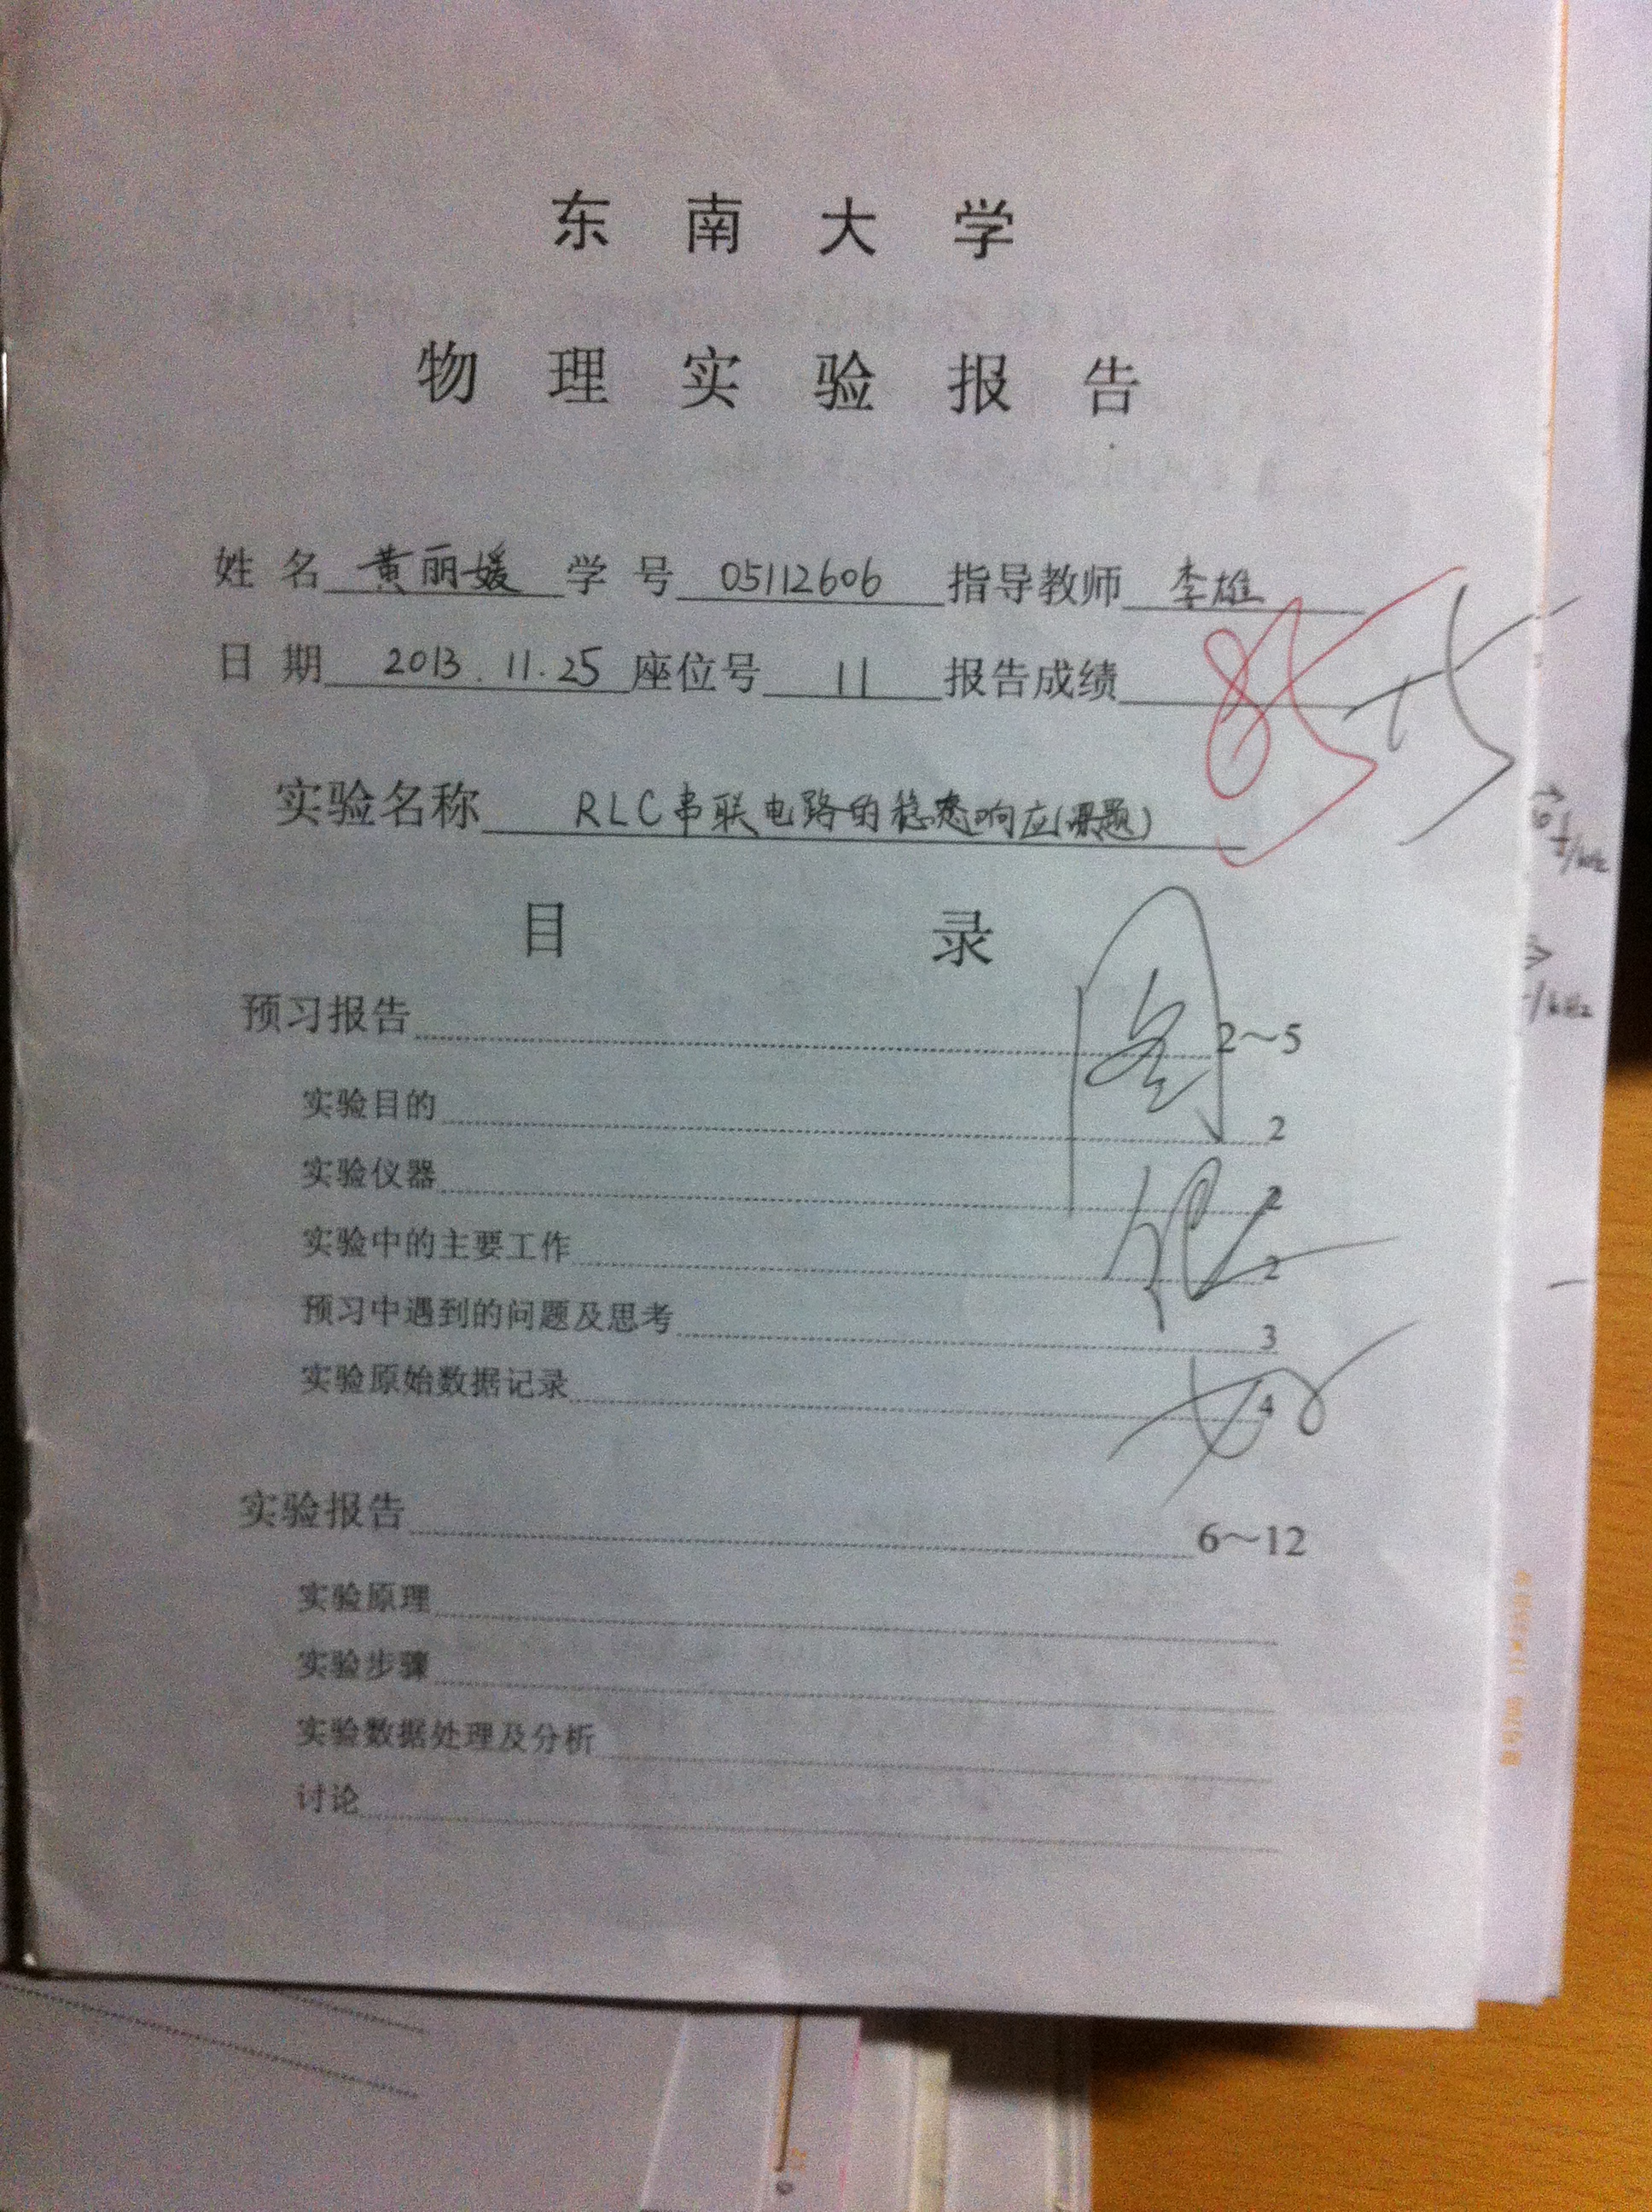 东南大学
物理实验报告
姓名 黄丽媛 学号 05112606 指导教师 李雄
日期 2013.11.25 座位号 11 报告成绩 85+5
实验名称 RLC串联电路的稳态响应(课题)
目录
预习报告 2～5
实验目的 2
实验仪器 2
实验中的主要工作 2
预习中遇到的问题及思考 3
实验原始数据记录 4
图
很
好
实验报告 6～12
实验原理
实验步骤
实验数据处理及分析
讨论